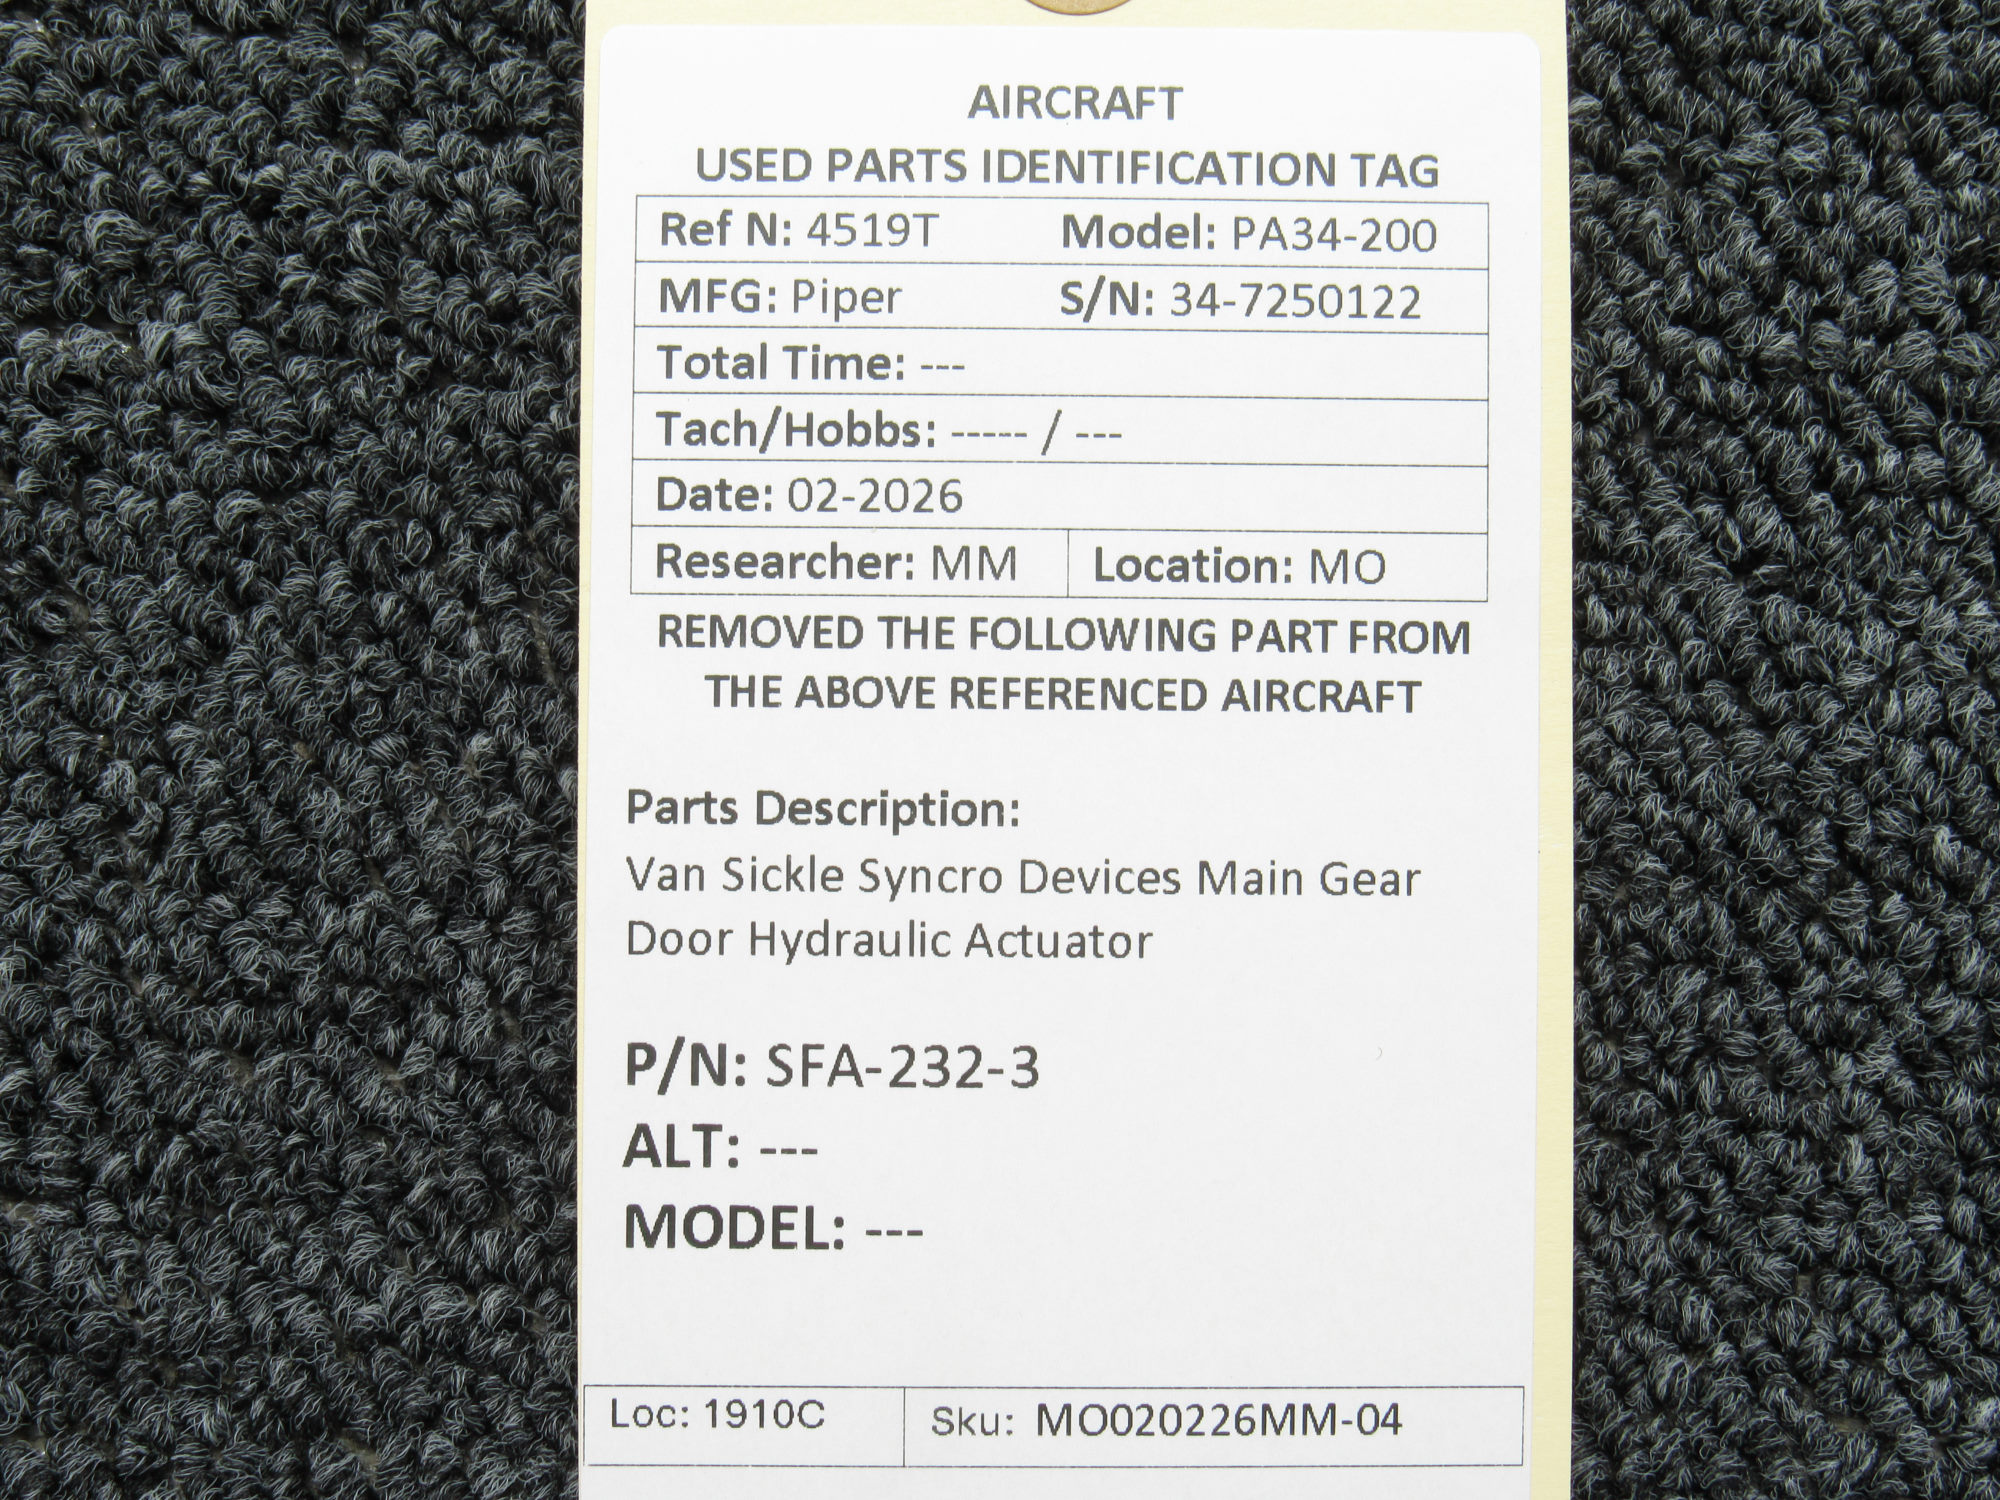 AIRCRAFT
USED PARTS IDENTIFICATION TAG
Ref N: 4519T Model: PA34-200
MFG: Piper S/N: 34-7250122
Total Time: ---
Tach/Hobbs: ----- / ---
Date: 02-2026
Researcher: MM Location: MO
REMOVED THE FOLLOWING PART FROM
THE ABOVE REFERENCED AIRCRAFT
Parts Description:
Van Sickle Syncro Devices Main Gear
Door Hydraulic Actuator
P/N: SFA-232-3
ALT: ---
MODEL: ---
Loc: 1910C Sku: MO020226MM-04